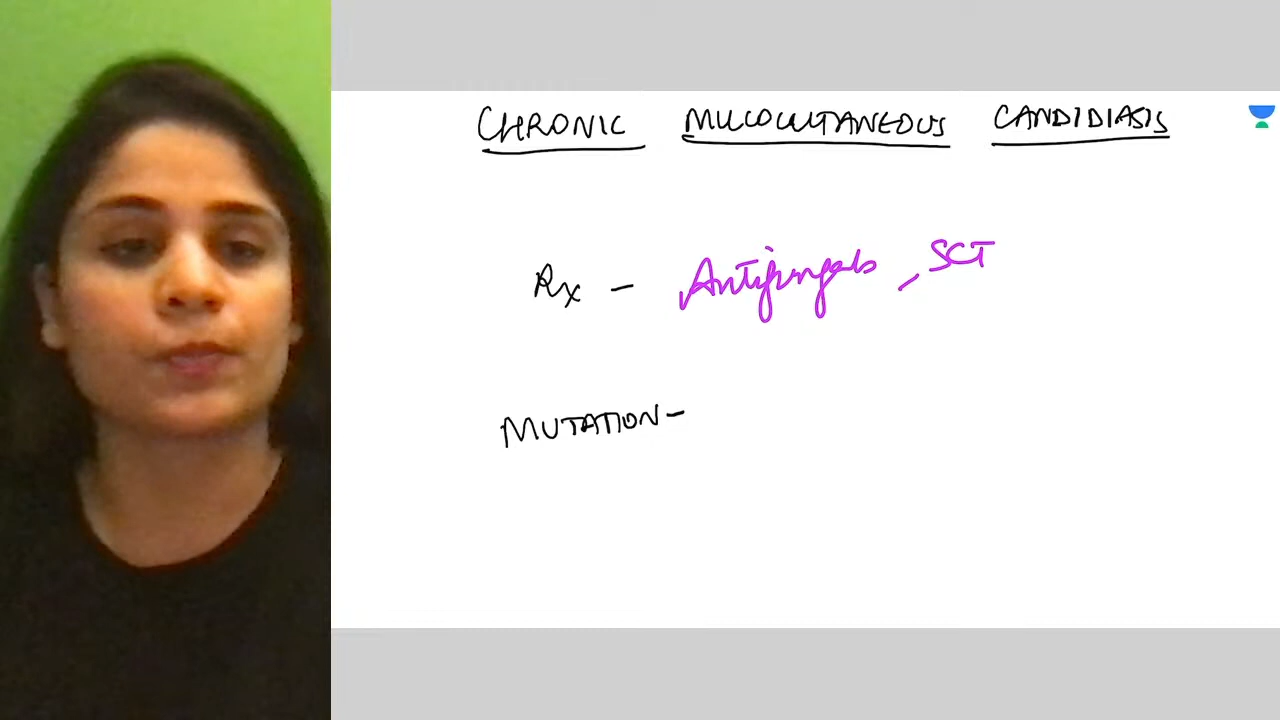 CHRONIC MUCOCUTANEOUS CANDIDIASIS
Rx - Antifungals, SCT
MUTATION-